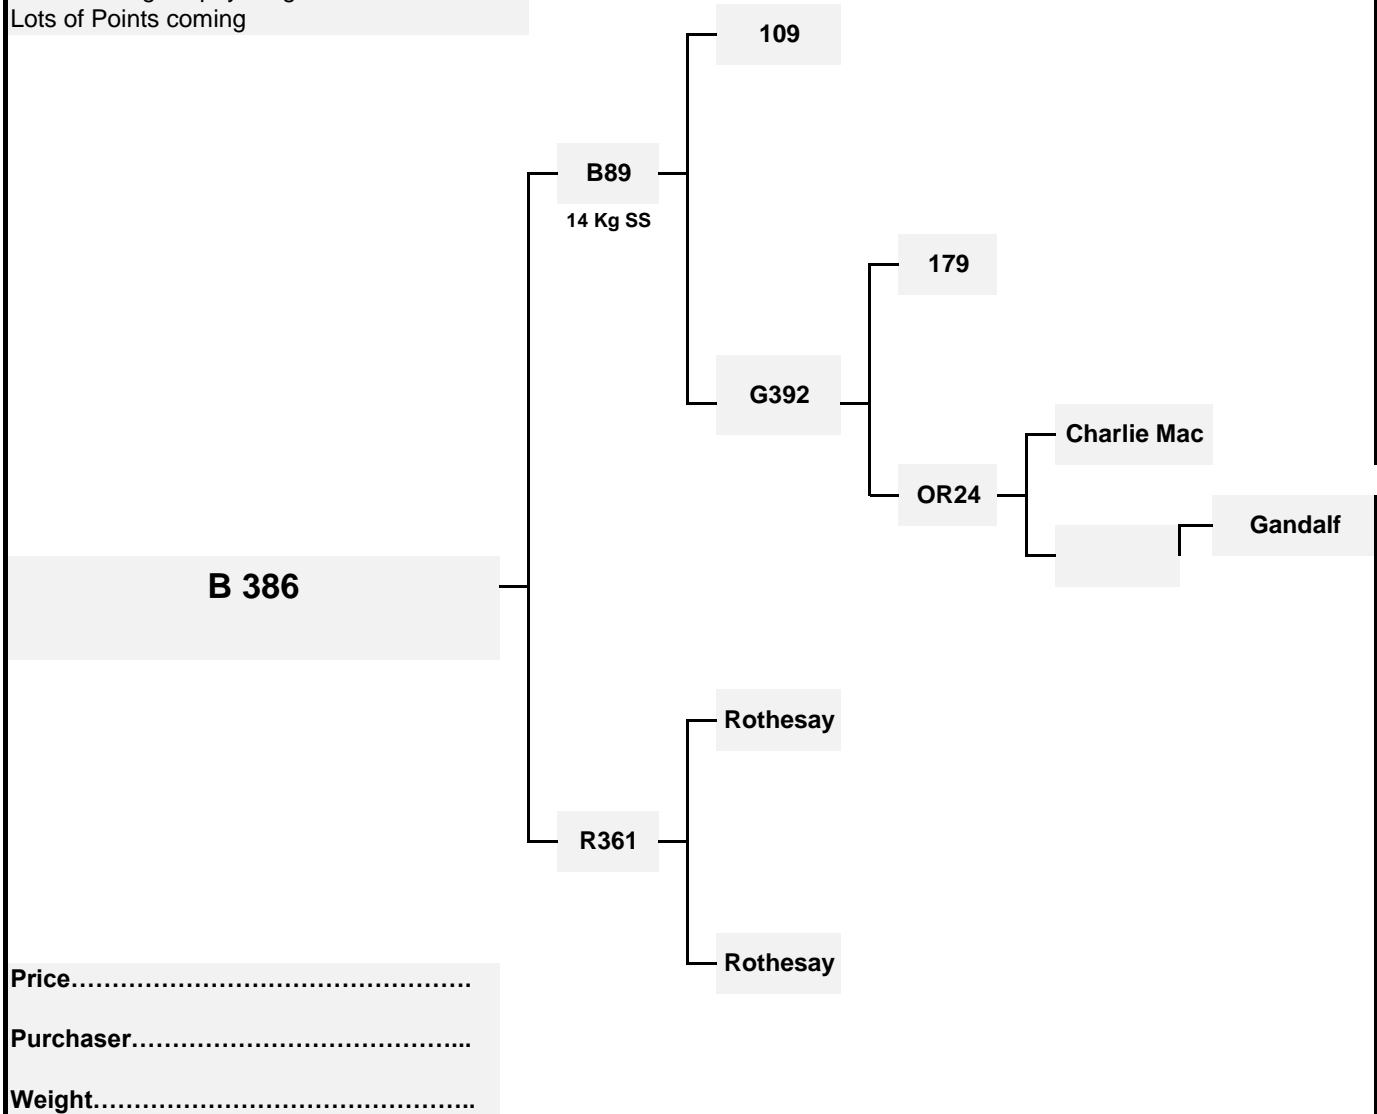 Lots of Points coming
109
B89
14 Kg SS
179
G392
Charlie Mac
OR24
Gandalf
B 386
Rothesay
R361
Rothesay
Price……………………………………….
Purchaser…………………………………...
Weight………………………………………..